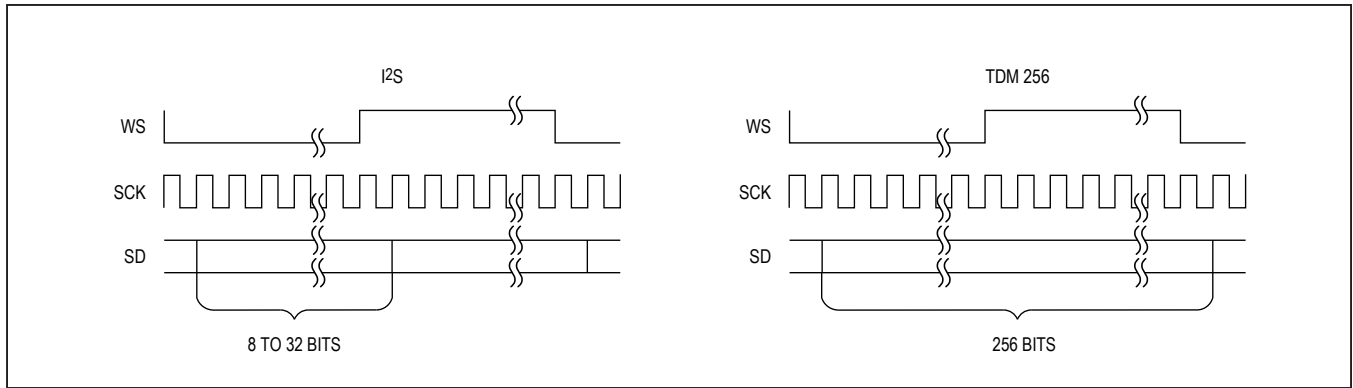 I2S
WS
SCK
SD
8 TO 32 BITS
TDM 256
WS
SCK
SD
256 BITS